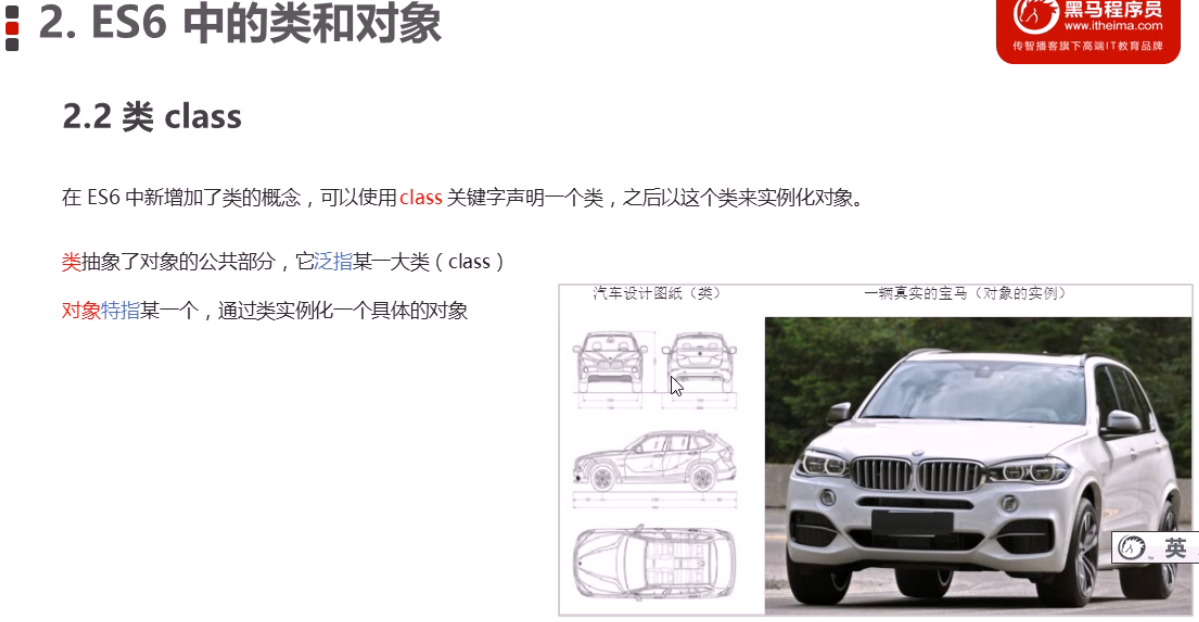 2. ES6 中的类和对象
黑马程序员
www.itheima.com
传智播客旗下高端IT教育品牌
2.2 类 class
在 ES6 中新增加了类的概念，可以使用 class 关键字声明一个类，之后以这个类来实例化对象。
类抽象了对象的公共部分，它泛指某一大类（class）
对象特指某一个，通过类实例化一个具体的对象
汽车设计图纸（类）
一辆真实的宝马（对象的实例）
英